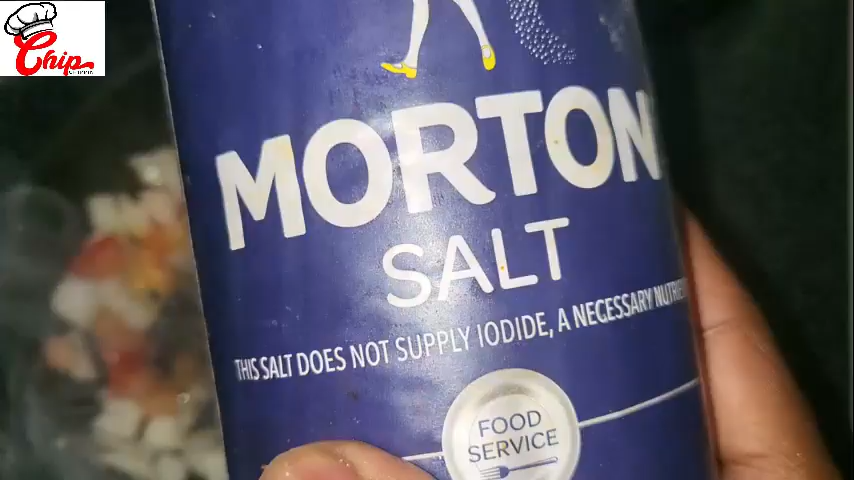 Chip
MORTON
SALT
THIS SALT DOES NOT SUPPLY IODIDE, A NECESSARY
FOOD
SERVICE